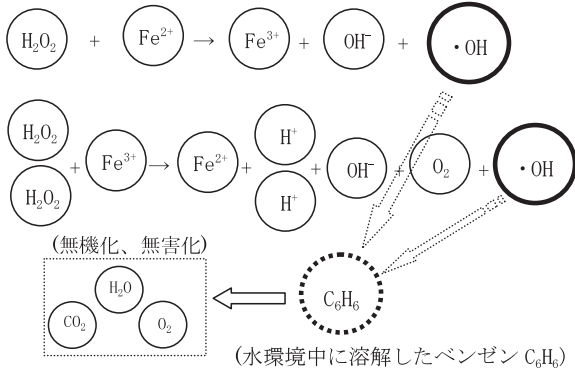 H₂O₂ + Fe²⁺ → Fe³⁺ + OH⁻ + ・OH
H₂O₂
H₂O₂ + Fe³⁺ → Fe²⁺ + H⁺ H⁺ + OH⁻ + O₂ + ・OH
(無機化、無害化)
H₂O
CO₂ O₂
C₆H₆
(水環境中に溶解したベンゼン C₆H₆)